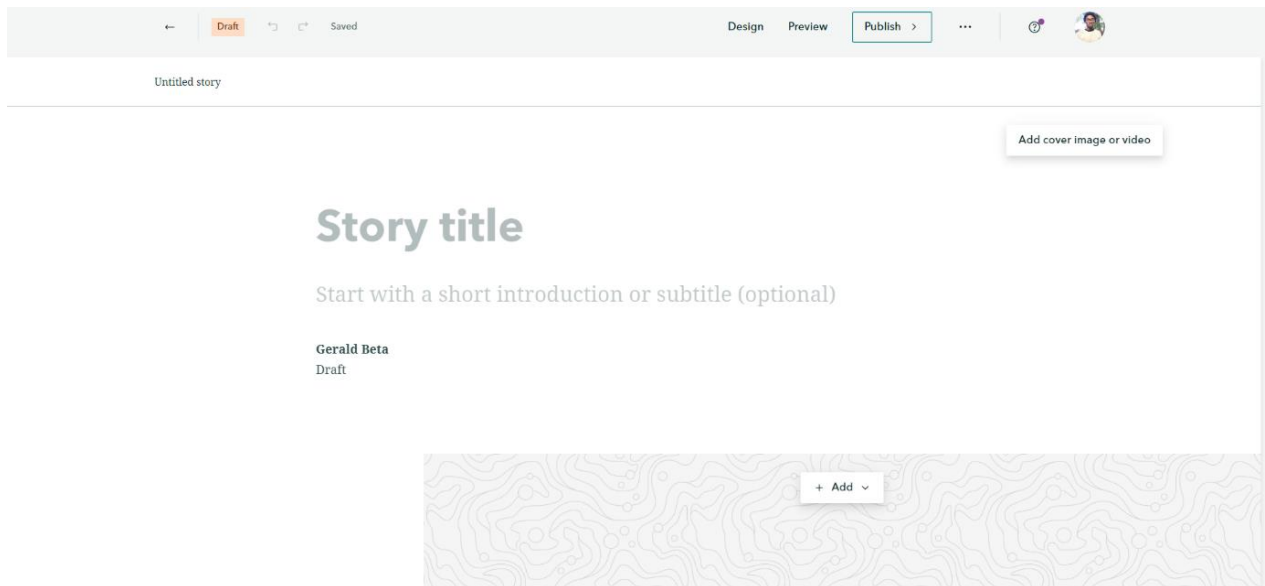 ← Draft Saved Design Preview Publish > ...
Untitled story
Add cover image or video
Story title
Start with a short introduction or subtitle (optional)
Gerald Beta
Draft
+ Add